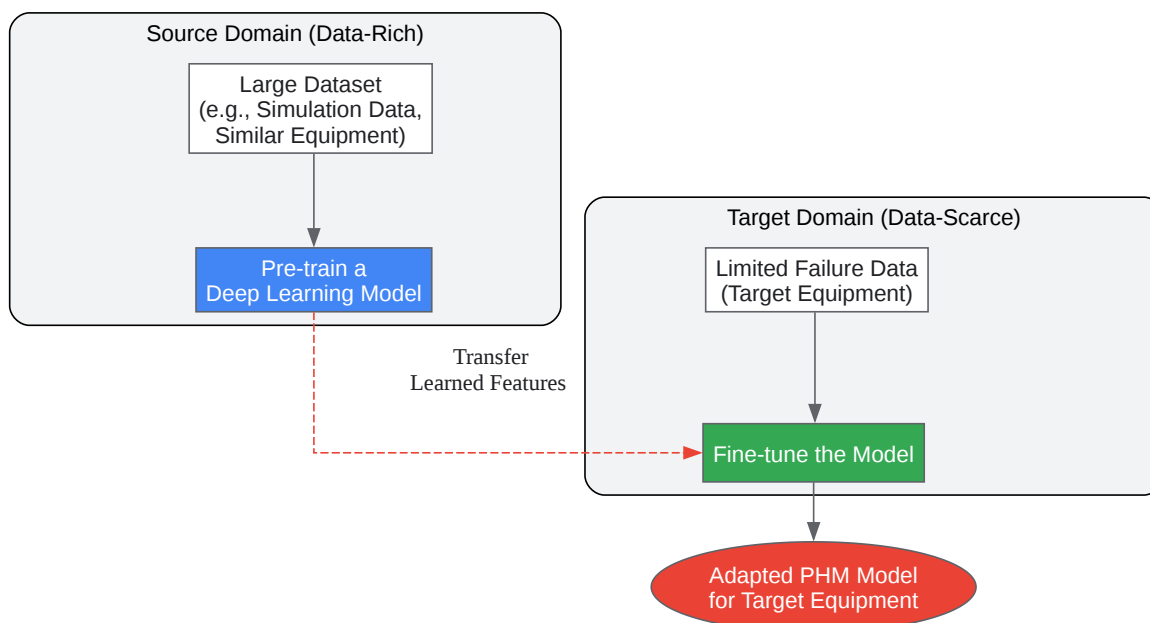 Source Domain (Data-Rich)
Large Dataset
(e.g., Simulation Data,
Similar Equipment)
Pre-train a
Deep Learning Model
Transfer
Learned Features
Target Domain (Data-Scarce)
Limited Failure Data
(Target Equipment)
Fine-tune the Model
Adapted PHM Model
for Target Equipment